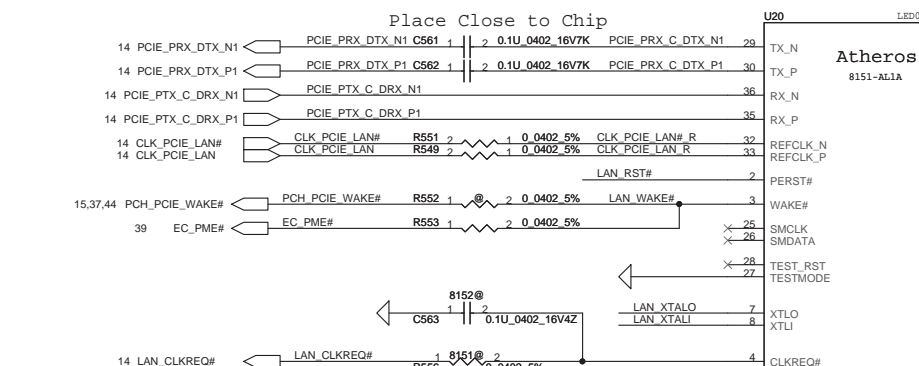 Place Close to Chip
U20
LED0
14 PCIE_PRX_DTX_N1 PCIE_PRX_DTX_N1 C561 1 2 0.1U_0402_16V7K PCIE_PRX_C_DTX_N1 29 TX_N
Atheros
14 PCIE_PRX_DTX_P1 PCIE_PRX_DTX_P1 C562 1 2 0.1U_0402_16V7K PCIE_PRX_C_DTX_P1 30 TX_P
8151-AL1A
14 PCIE_PTX_C_DRX_N1 PCIE_PTX_C_DRX_N1 36 RX_N
14 PCIE_PTX_C_DRX_P1 PCIE_PTX_C_DRX_P1 35 RX_P
14 CLK_PCIE_LAN# CLK_PCIE_LAN# R551 2 1 0_0402_5% CLK_PCIE_LAN#_R 32 REFCLK_N
14 CLK_PCIE_LAN CLK_PCIE_LAN R549 2 1 0_0402_5% CLK_PCIE_LAN_R 33 REFCLK_P
LAN_RST# 2 PERST#
15,37,44 PCH_PCIE_WAKE# PCH_PCIE_WAKE# R552 1 @ 2 0_0402_5% LAN_WAKE# 3 WAKE#
39 EC_PME# EC_PME# R553 1 2 0_0402_5%
25 SMCLK
26 SMDATA
28 TEST_RST
27 TESTMODE
8152@
C563 1 2 0.1U_0402_16V4Z
LAN_XTALO 7 XTLO
LAN_XTALI 8 XTLI
14 LAN_CLKREQ# LAN_CLKREQ# 1 8151@ 2 4 CLKREQ#